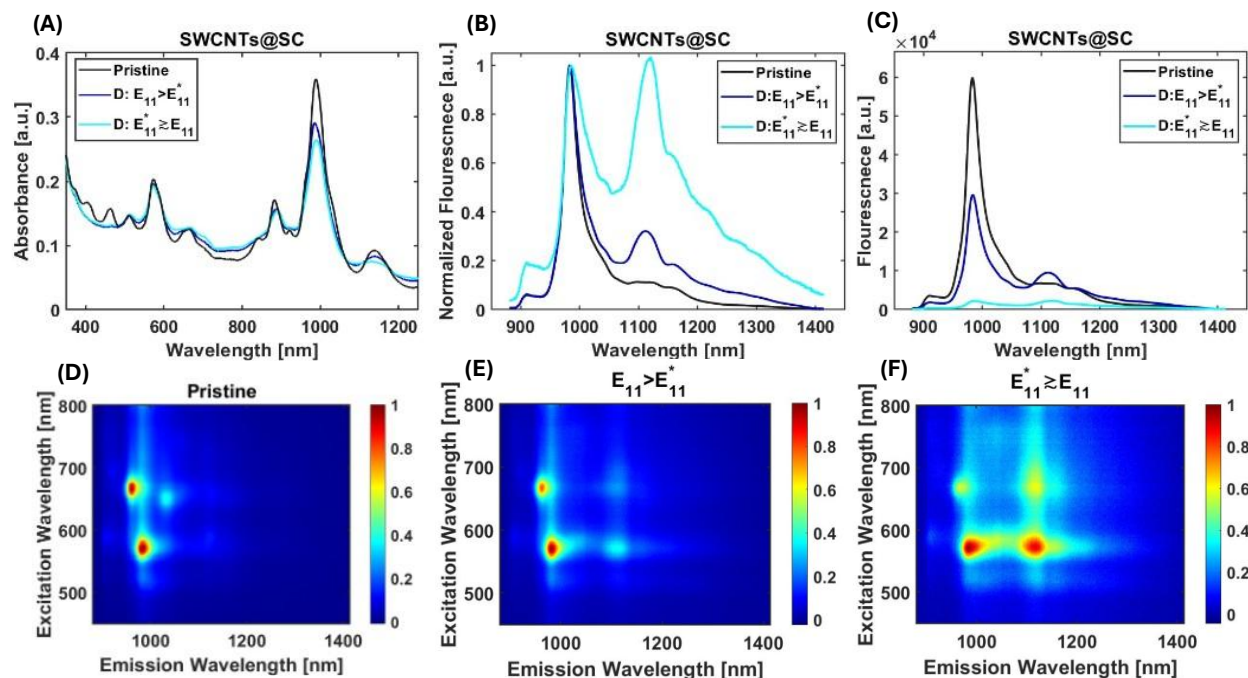 (A)
SWCNTs@SC
Absorbance [a.u.]
0.4
0.3
0.2
0.1
0
Pristine
D: E11>E*11
D: E*11≳E11
400
600
800
1000
1200
Wavelength [nm]
(B)
SWCNTs@SC
Normalized Flourescnece [a.u.]
1
0.8
0.6
0.4
0.2
0
Pristine
D:E11>E*11
D:E*11≳E11
900
1000
1100
1200
1300
1400
Wavelength [nm]
(C)
SWCNTs@SC
×10^4
Flourescnece [a.u.]
6
5
4
3
2
1
0
Pristine
D:E11>E*11
D:E*11≳E11
900
1000
1100
1200
1300
1400
Wavelength [nm]
(D)
Pristine
Excitation Wavelength [nm]
800
700
600
500
1000
1200
1400
Emission Wavelength [nm]
1
0.8
0.6
0.4
0.2
0
(E)
E11>E*11
Excitation Wavelength [nm]
800
700
600
500
1000
1200
1400
Emission Wavelength [nm]
1
0.8
0.6
0.4
0.2
0
(F)
E*11≳E11
Excitation Wavelength [nm]
800
700
600
500
1000
1200
1400
Emission Wavelength [nm]
1
0.8
0.6
0.4
0.2
0